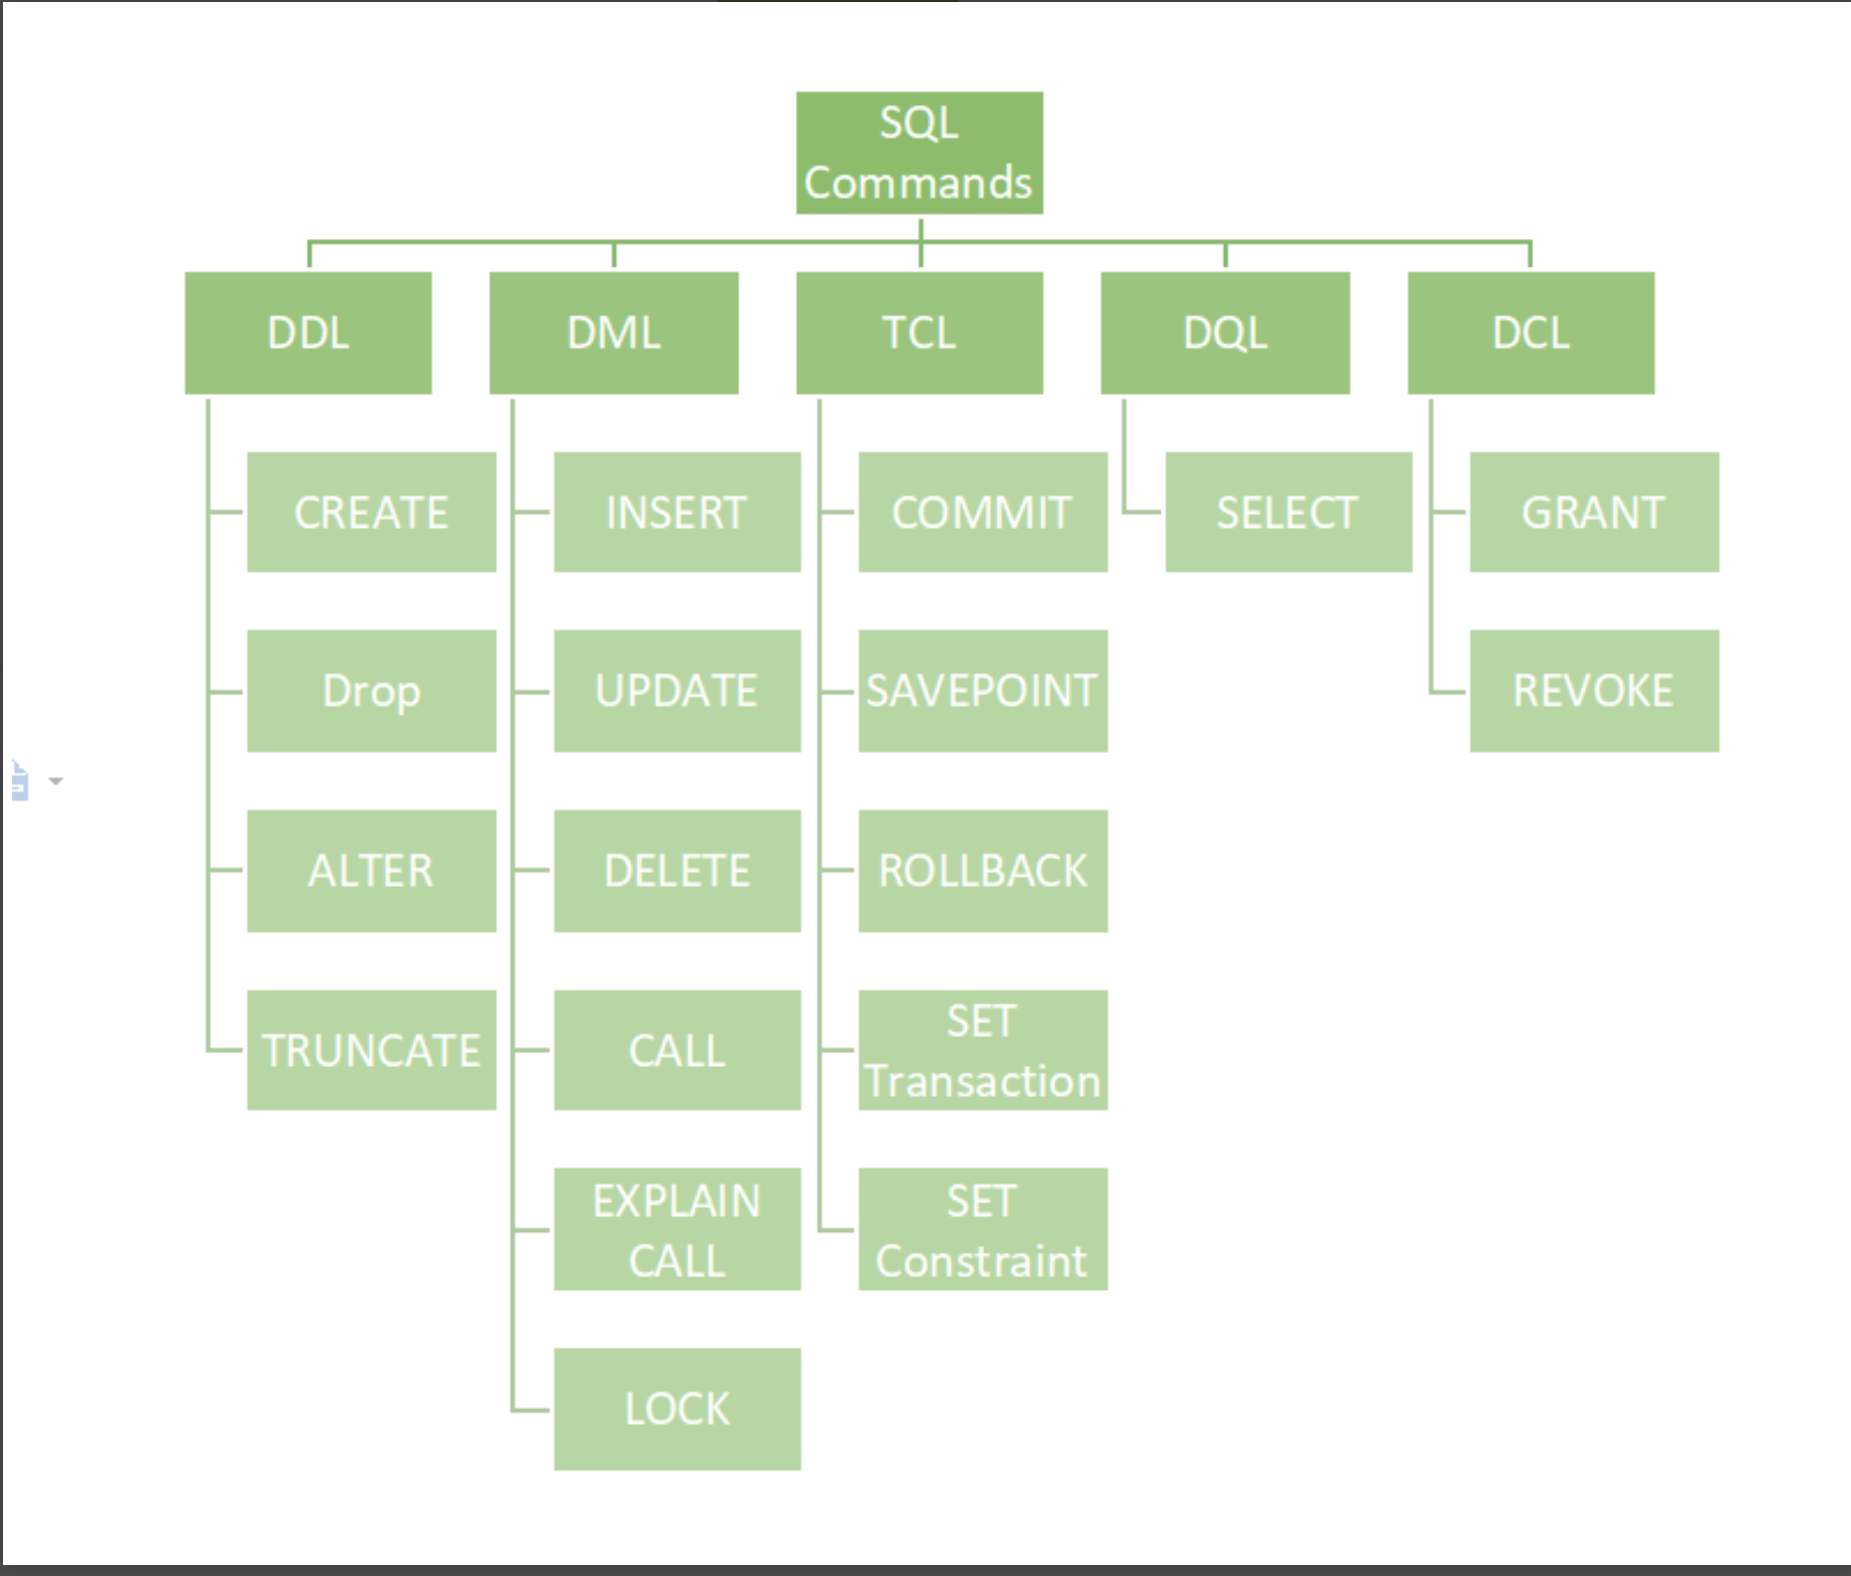 SQL
Commands
DDL
DML
TCL
DQL
DCL
CREATE
INSERT
COMMIT
SELECT
GRANT
Drop
UPDATE
SAVEPOINT
REVOKE
ALTER
DELETE
ROLLBACK
TRUNCATE
CALL
SET
Transaction
EXPLAIN
CALL
SET
Constraint
LOCK